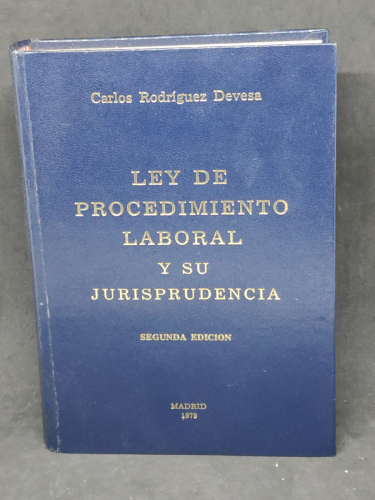 Carlos Rodríguez Devesa
LEY DE
PROCEDIMIENTO
LABORAL
Y SU
JURISPRUDENCIA
SEGUNDA EDICION
MADRID
1979